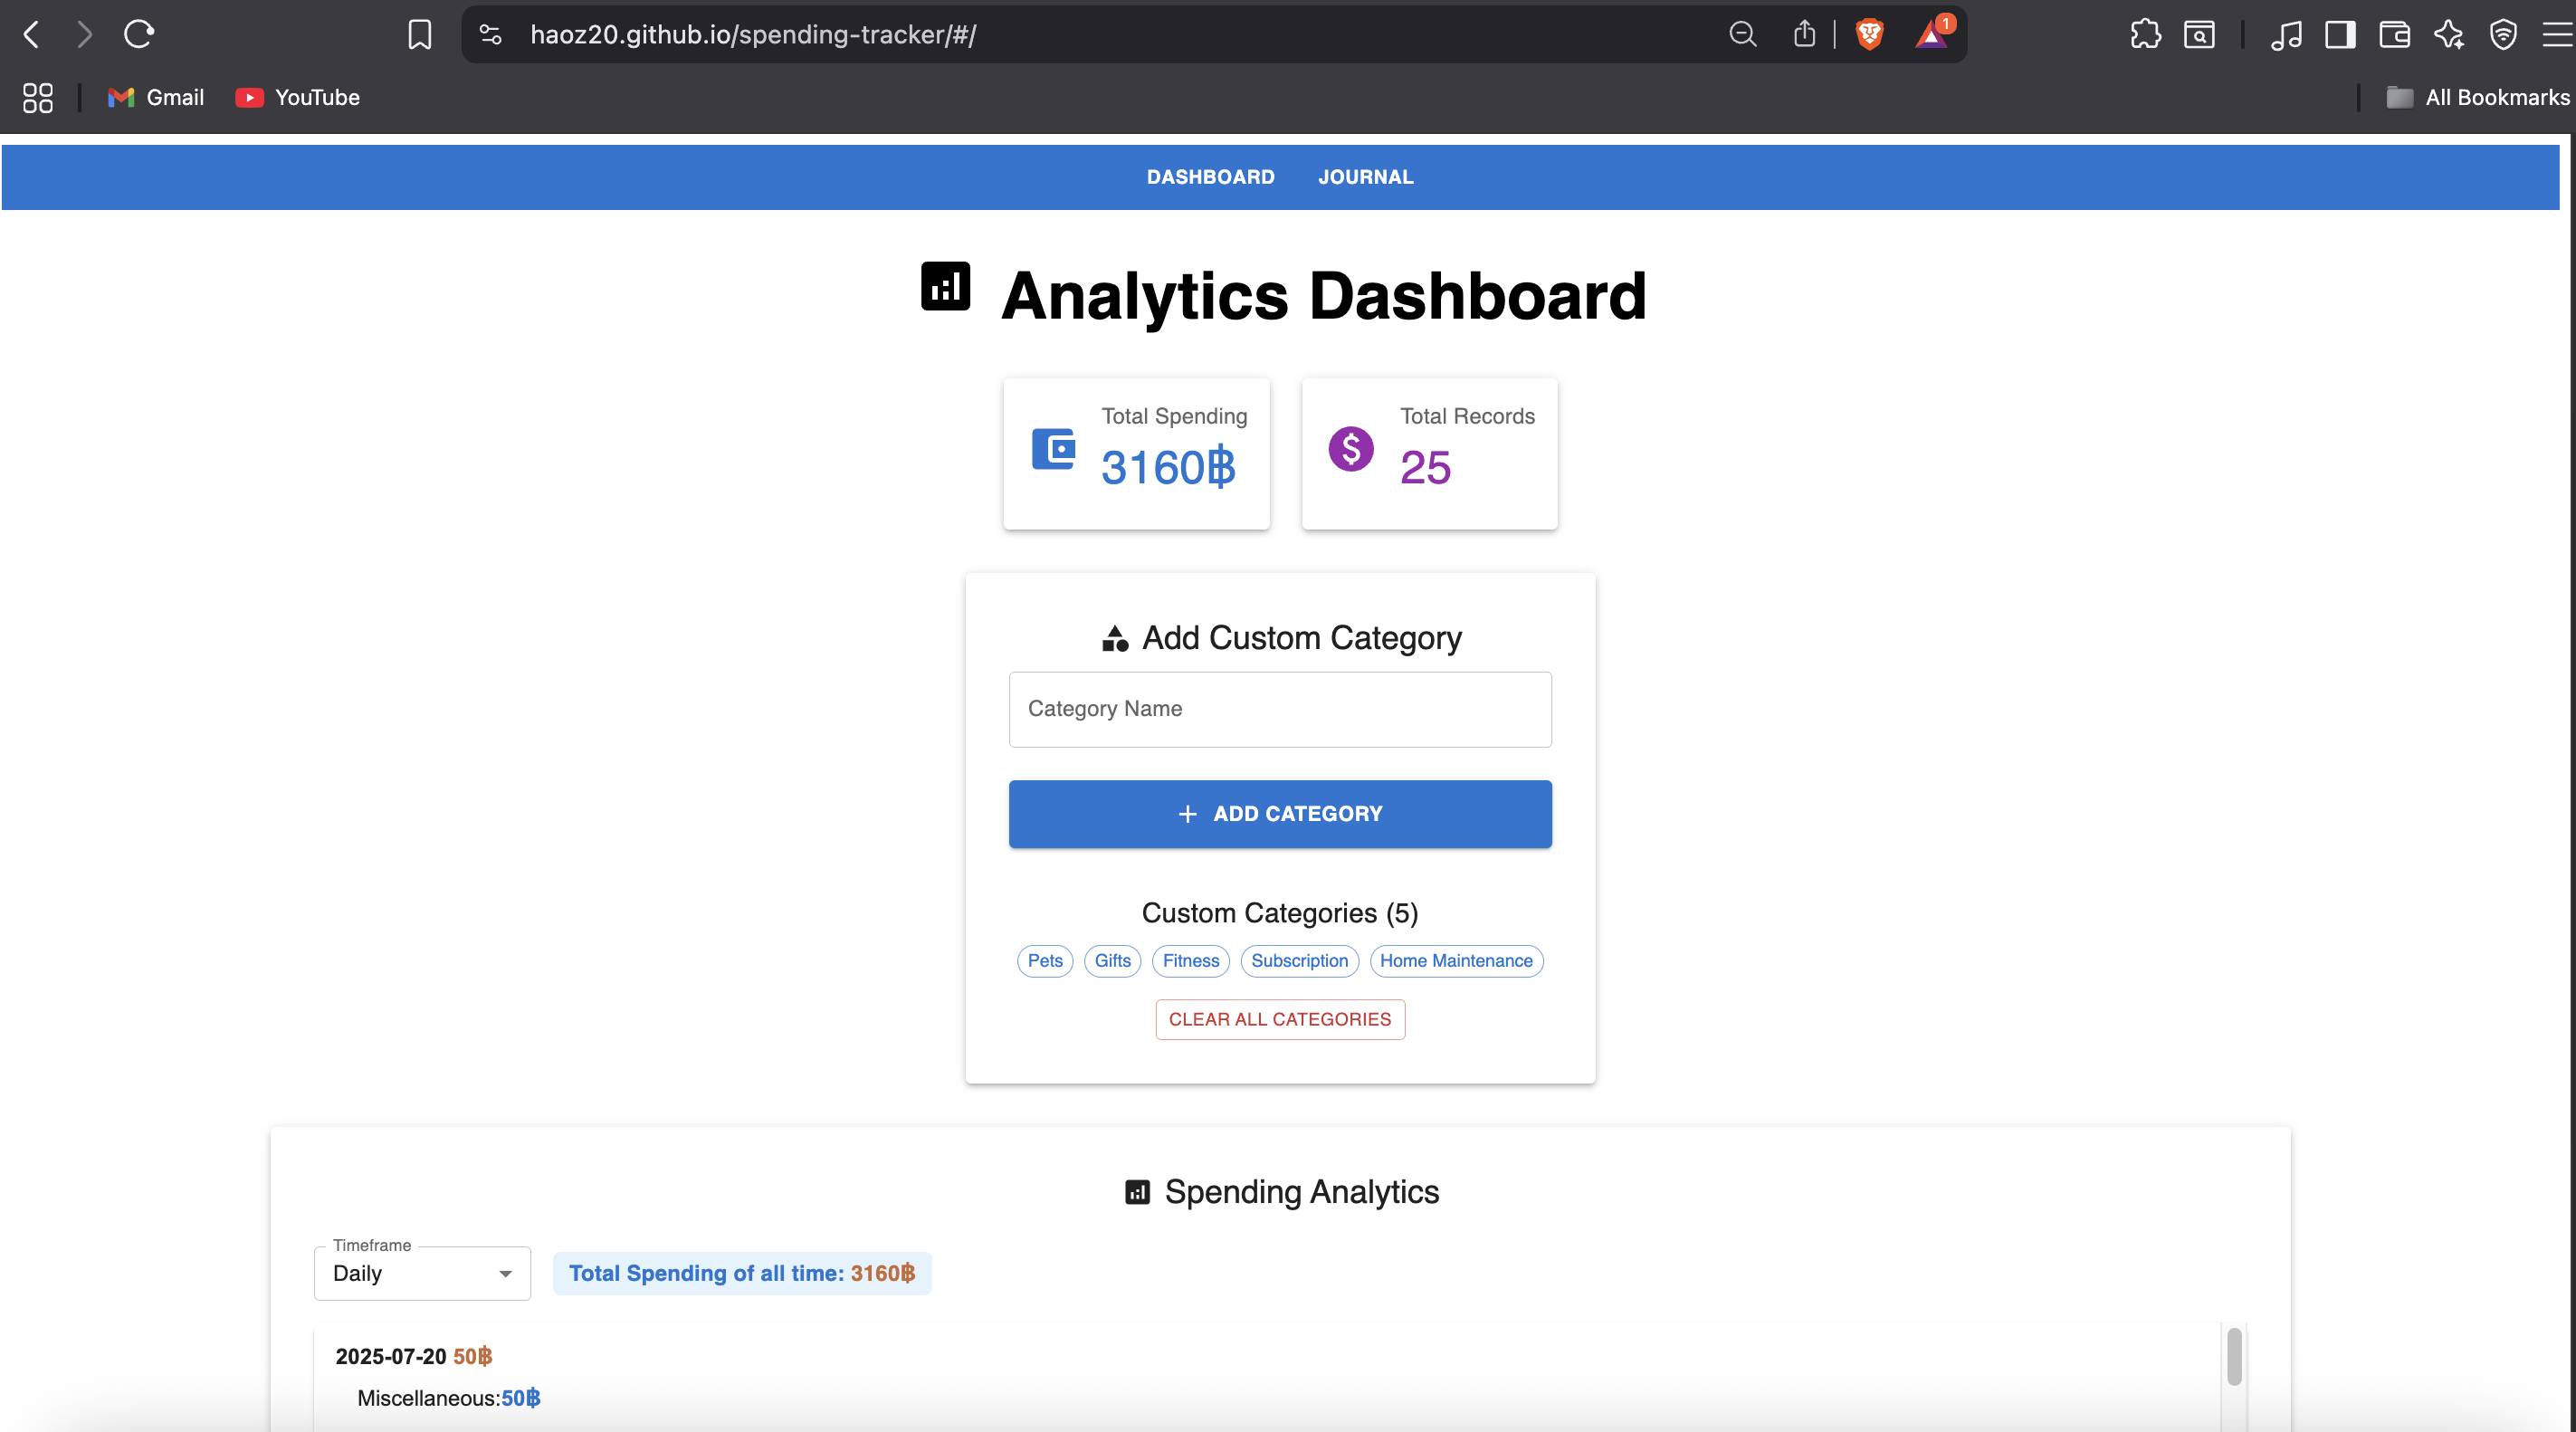 haoz20.github.io/spending-tracker/#/
1
Gmail
YouTube
All Bookmarks
DASHBOARD
JOURNAL
Analytics Dashboard
Total Spending
3160฿
Total Records
25
Add Custom Category
Category Name
+ ADD CATEGORY
Custom Categories (5)
Pets
Gifts
Fitness
Subscription
Home Maintenance
CLEAR ALL CATEGORIES
Spending Analytics
Timeframe
Daily
Total Spending of all time: 3160฿
2025-07-20 50฿
Miscellaneous:50฿